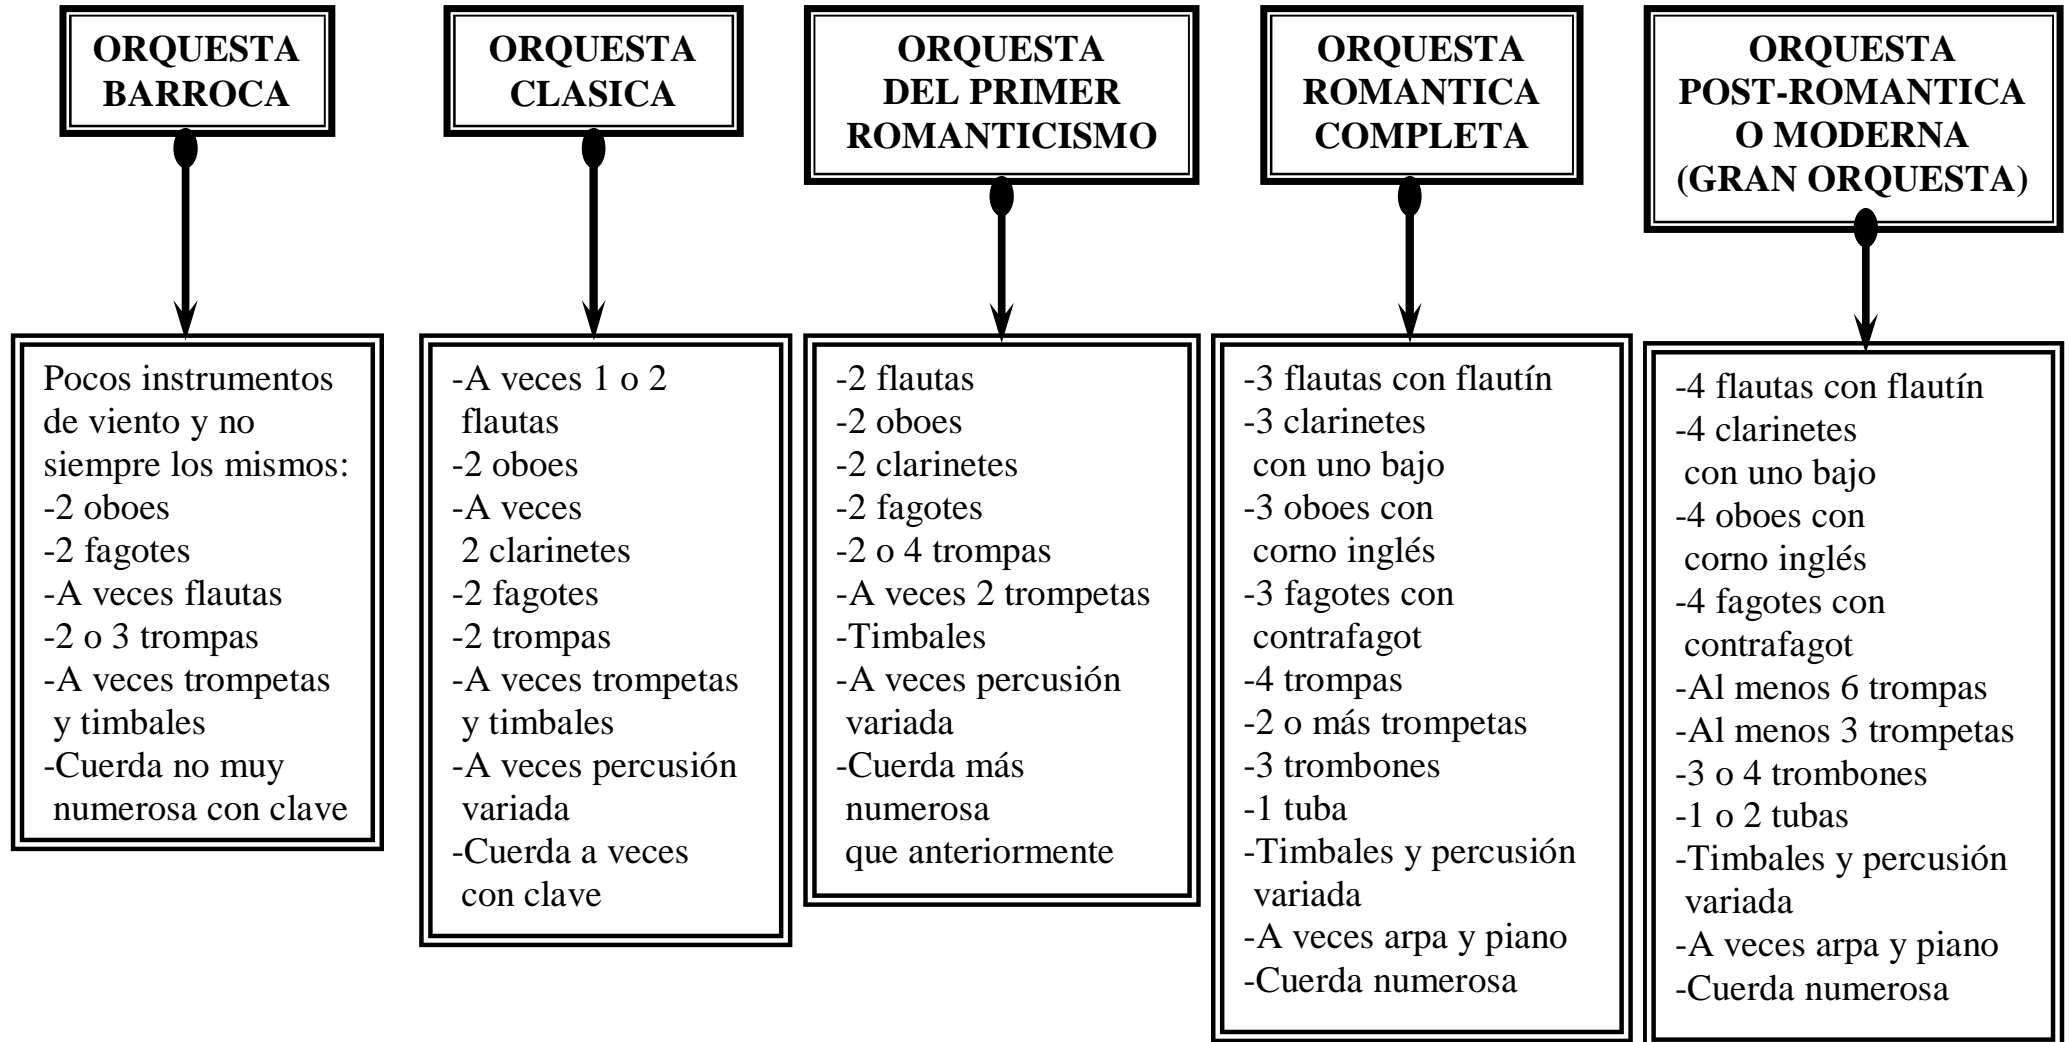 ORQUESTA
BARROCA
Pocos instrumentos
de viento y no
siempre los mismos:
-2 oboes
-2 fagotes
-A veces flautas
-2 o 3 trompas
-A veces trompetas
y timbales
-Cuerda no muy
numerosa con clave
ORQUESTA
CLASICA
-A veces 1 o 2
flautas
-2 oboes
-A veces
2 clarinetes
-2 fagotes
-2 trompas
-A veces trompetas
y timbales
-A veces percusión
variada
-Cuerda a veces
con clave
ORQUESTA
DEL PRIMER
ROMANTICISMO
-2 flautas
-2 oboes
-2 clarinetes
-2 fagotes
-2 o 4 trompas
-A veces 2 trompetas
-Timbales
-A veces percusión
variada
-Cuerda más
numerosa
que anteriormente
ORQUESTA
ROMANTICA
COMPLETA
-3 flautas con flautín
-3 clarinetes
con uno bajo
-3 oboes con
corno inglés
-3 fagotes con
contrafagot
-4 trompas
-2 o más trompetas
-3 trombones
-1 tuba
-Timbales y percusión
variada
-A veces arpa y piano
-Cuerda numerosa
ORQUESTA
POST-ROMANTICA
O MODERNA
(GRAN ORQUESTA)
-4 flautas con flautín
-4 clarinetes
con uno bajo
-4 oboes con
corno inglés
-4 fagotes con
contrafagot
-Al menos 6 trompas
-Al menos 3 trompetas
-3 o 4 trombones
-1 o 2 tubas
-Timbales y percusión
variada
-A veces arpa y piano
-Cuerda numerosa